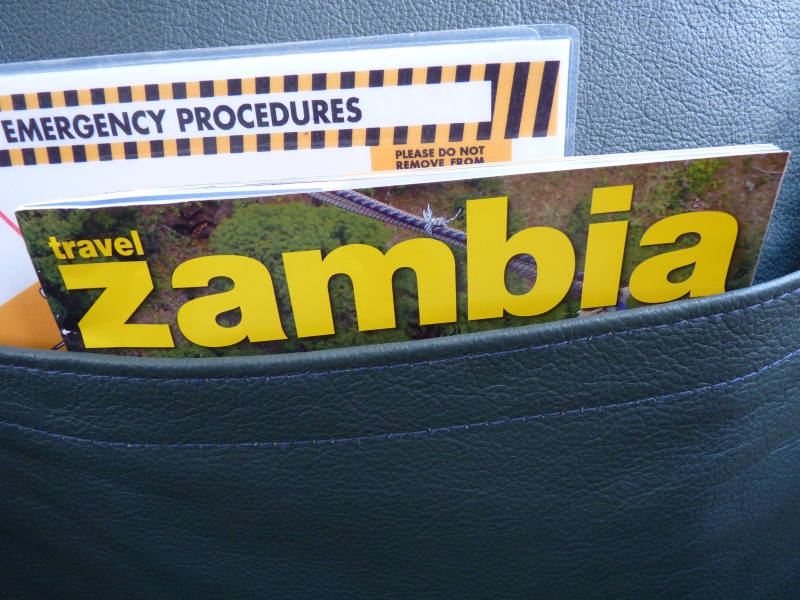 EMERGENCY PROCEDURES
PLEASE DO NOT
REMOVE FROM
travel
zambia